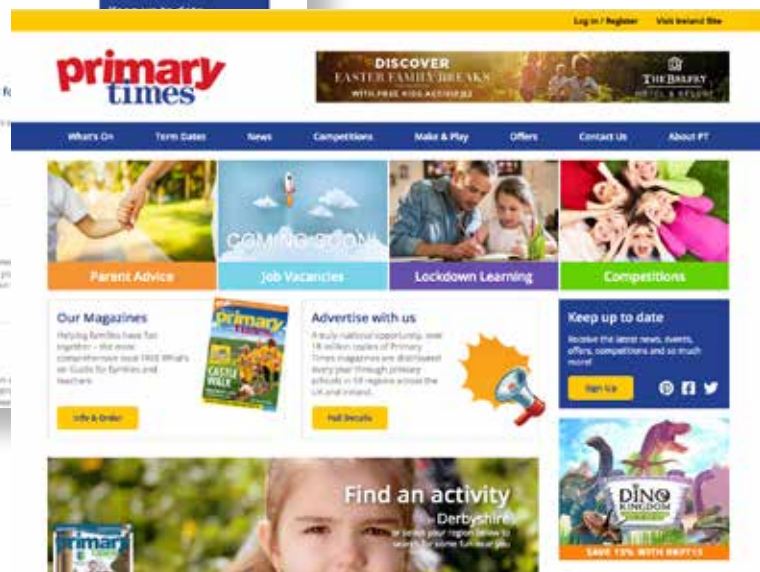 Keep up to date
Log in / Register Visit Ireland Site
primary
times
DISCOVER
EASTER FAMILY BREAKS
WITH FREE KIDS ACTIVITIES
THE BELFRY
HOTEL & RESORT
What's On Term Dates News Competitions Make & Play Offers Contact Us About PT
COMING SOON!
Parent Advice Job Vacancies Lockdown Learning Competitions
Our Magazines
Helping families have fun
together – the most
comprehensive local FREE What's
on Guide for families and
teachers.
Info & Order
primary
CASTLE
WALK
Advertise with us
A truly national opportunity, over
18 million copies of Primary
Times magazines are distributed
every year through primary
schools in 58 regions across the
UK and Ireland.
Full Details
Keep up to date
Receive the latest news, events,
offers, competitions and so much
more!
Sign Up
Find an activity
in Derbyshire
or select your region below to
search for some fun near you
primary
DINO
KINGDOM
SAVE 15% WITH BKPT15